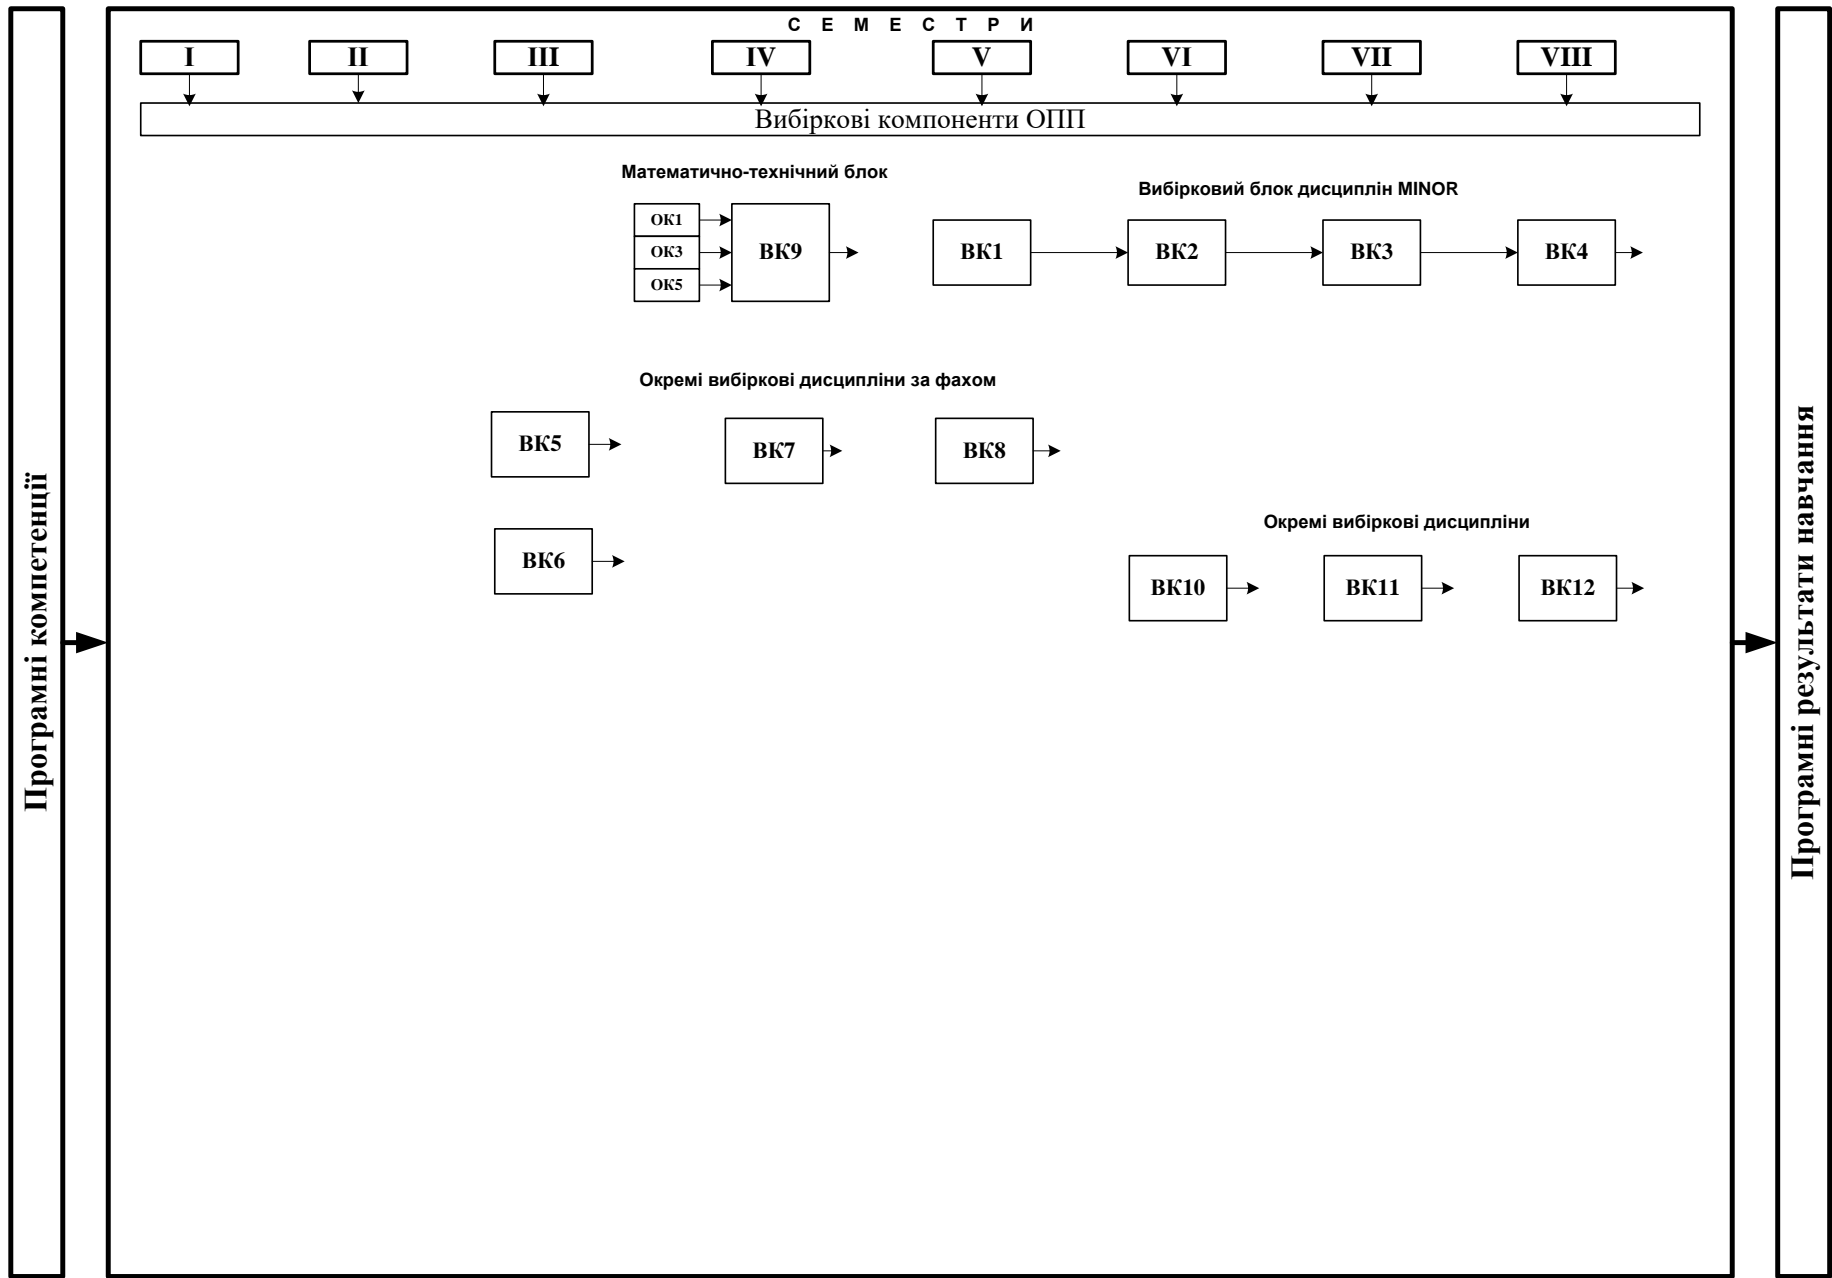 С Е М Е С Т Р И
I II III IV V VI VII VIII
Вибіркові компоненти ОПП
Математично-технічний блок
Вибірковий блок дисциплін MINOR
ОК1
ОК3
ОК5
ВК9
ВК1 ВК2 ВК3 ВК4
Окремі вибіркові дисципліни за фахом
ВК5 ВК7 ВК8
ВК6
Окремі вибіркові дисципліни
ВК10 ВК11 ВК12
Програмні компетенції
Програмні результати навчання